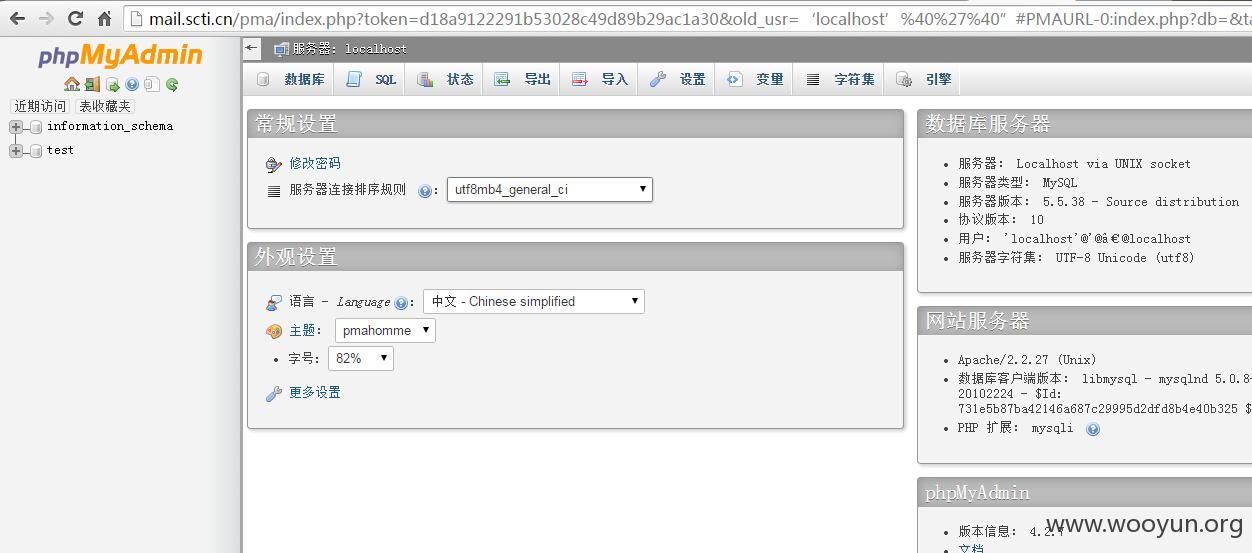 mail.scti.cn/pma/index.php?token=d18a9122291b53028c49d89b29ac1a30&old_usr=‘localhost’%40%27%40”#PMAURL-0:index.php?db=&ta
phpMyAdmin
近期访问 表收藏夹
information_schema
test
服务器: localhost
数据库 SQL 状态 导出 导入 设置 变量 字符集 引擎
常规设置
修改密码
服务器连接排序规则 : utf8mb4_general_ci
外观设置
语言 - Language : 中文 - Chinese simplified
主题: pmahomme
字号: 82%
更多设置
数据库服务器
服务器: Localhost via UNIX socket
服务器类型: MySQL
服务器版本: 5.5.38 - Source distribution
协议版本: 10
用户: 'localhost'@'@â€@localhost
服务器字符集: UTF-8 Unicode (utf8)
网站服务器
Apache/2.2.27 (Unix)
数据库客户端版本: libmysql - mysqlnd 5.0.8-
20102224 - $Id:
731e5b87ba42146a687c29995d2dfd8b4e40b325 $
PHP 扩展: mysqli
phpMyAdmin
版本信息: 4.2.
文档
www.wooyun.org